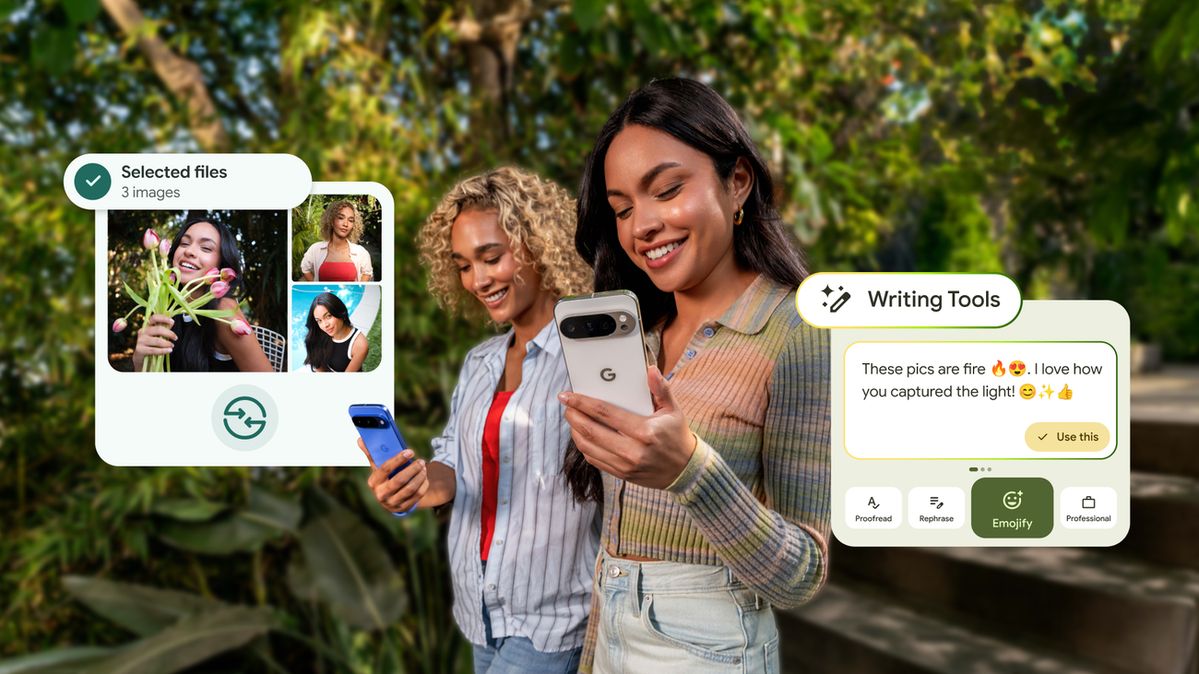 Selected files
3 images
Writing Tools
These pics are fire 🔥😍. I love how
you captured the light! 😊✨👍
Use this
Proofread
Rephrase
Emojify
Professional
G
G